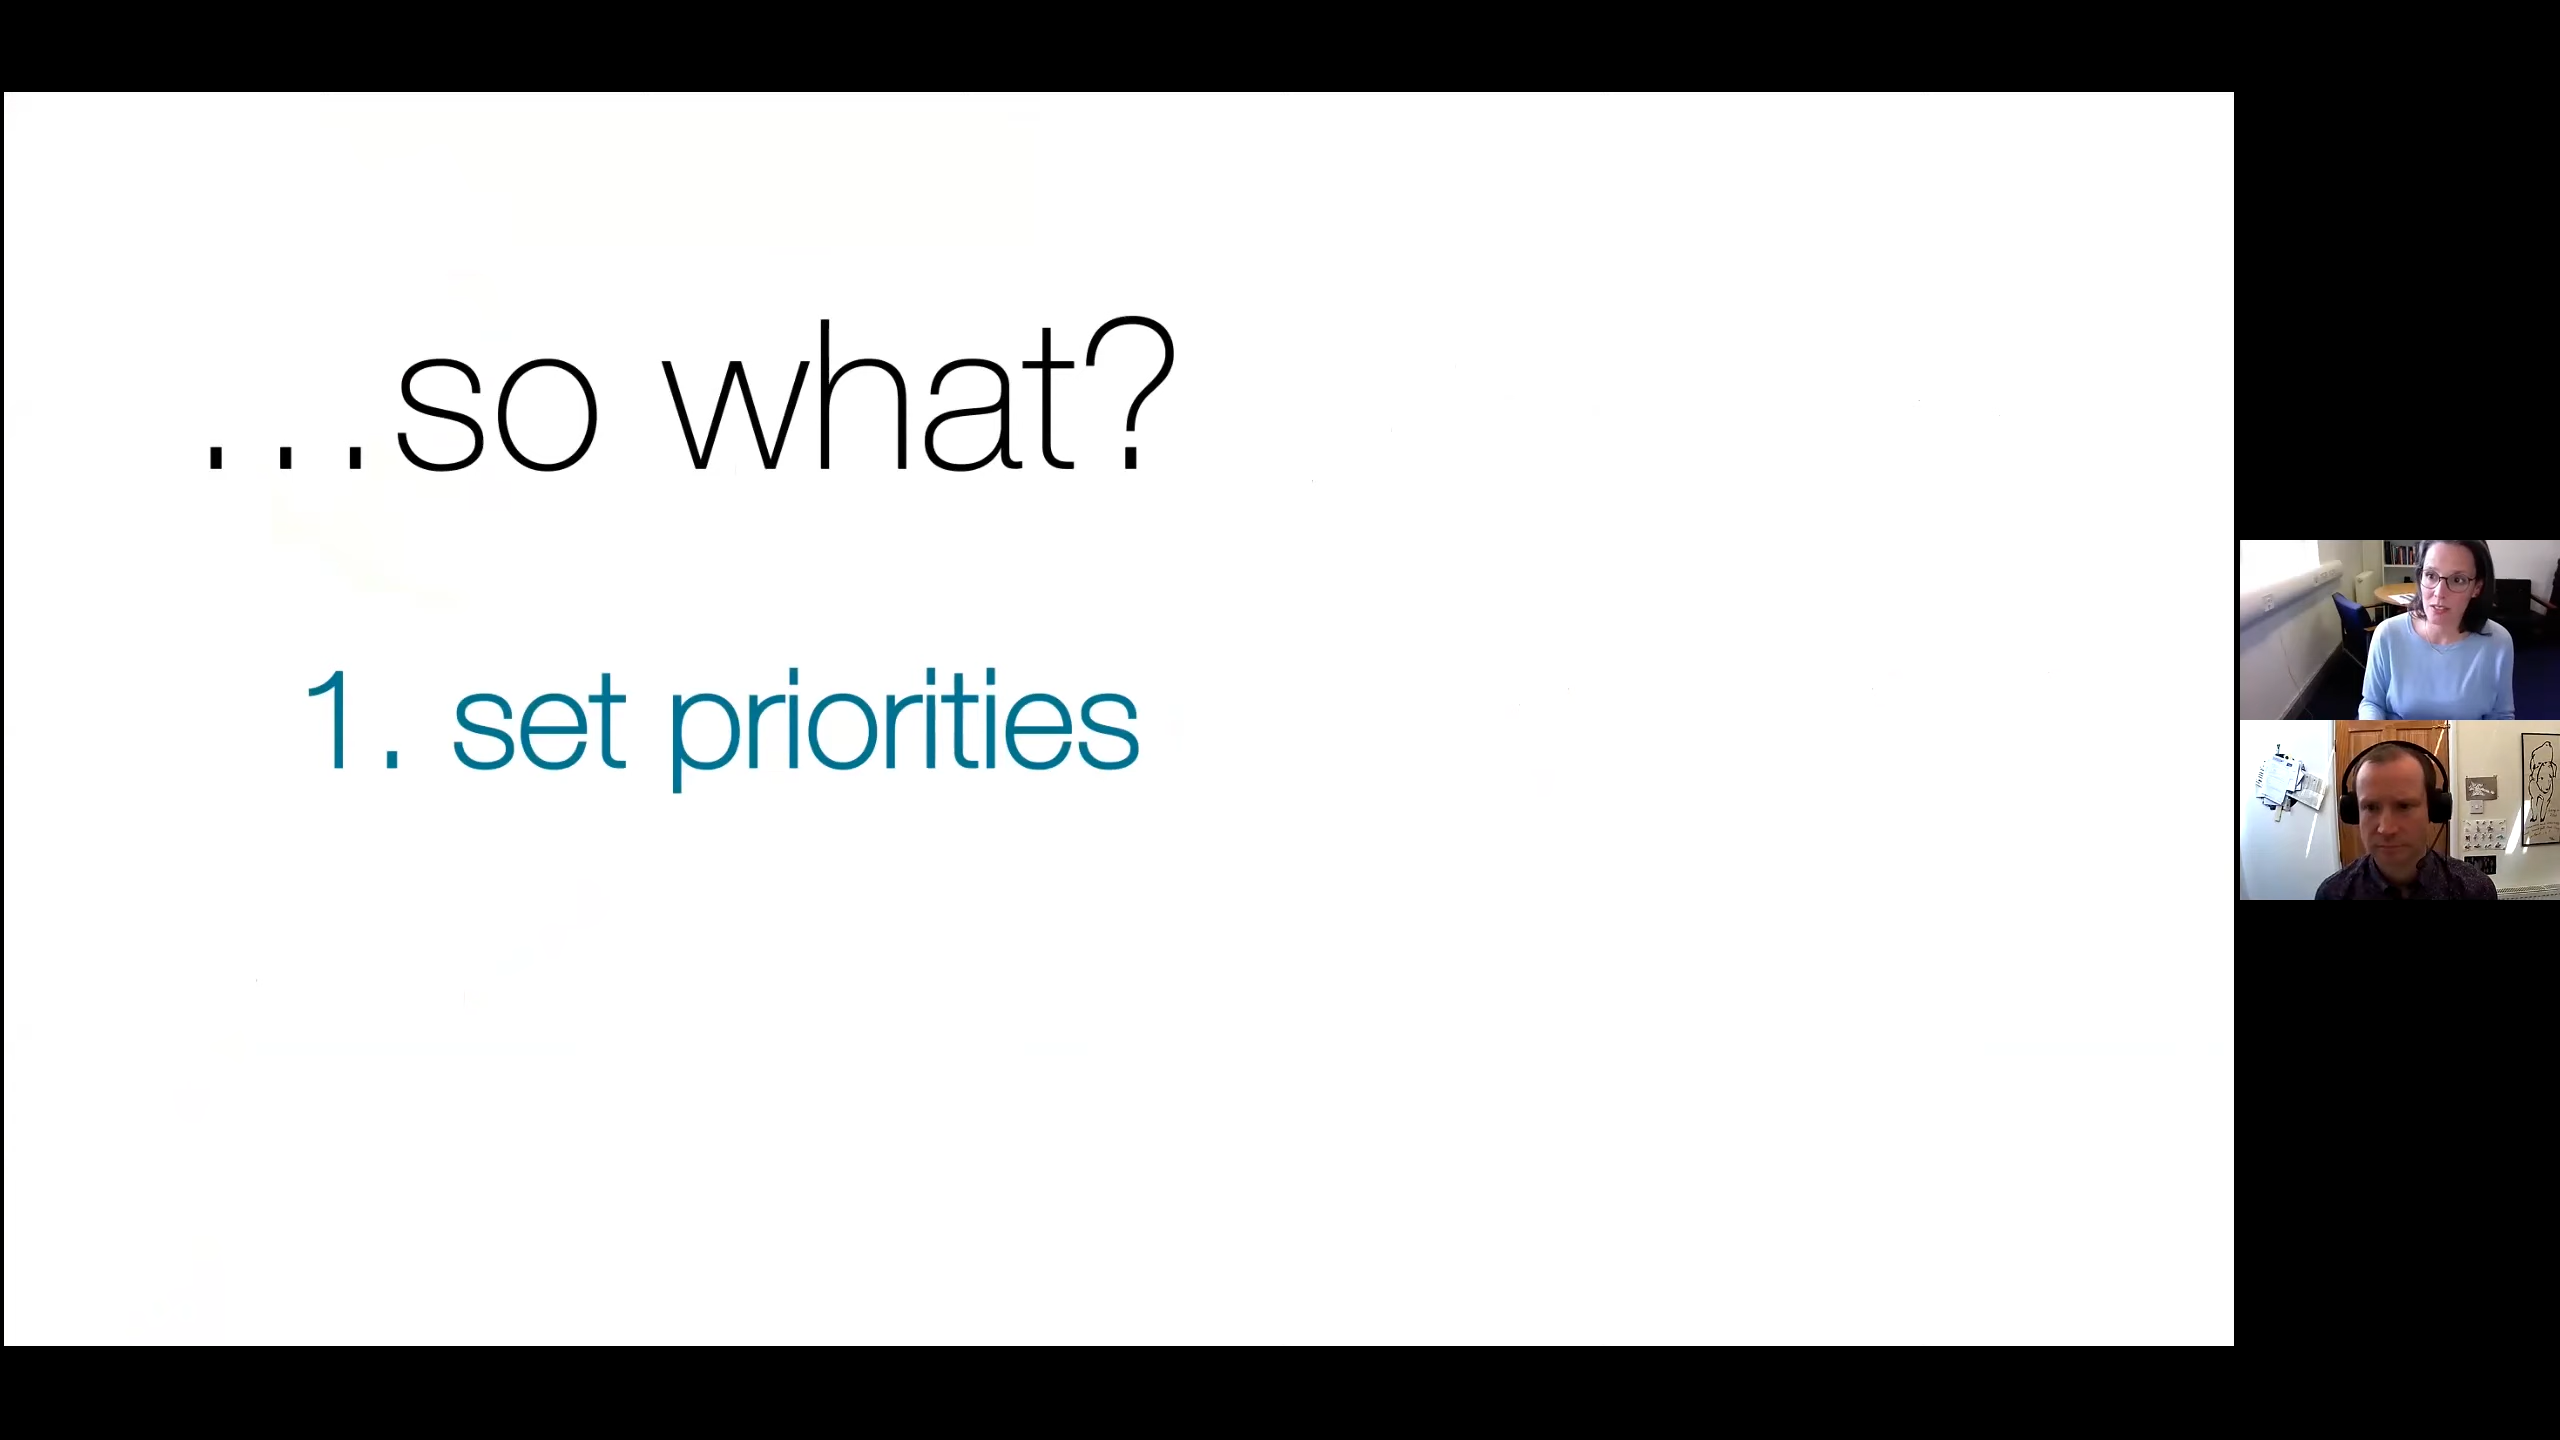 ...so what?
1. set priorities